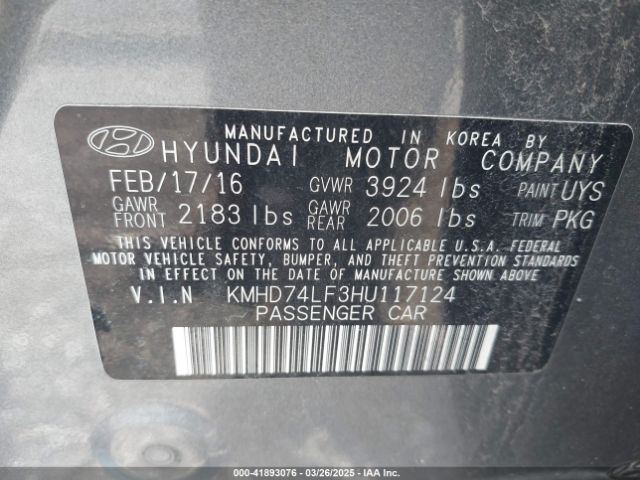 MANUFACTURED IN KOREA BY
HYUNDAI MOTOR COMPANY
FEB/17/16 GVWR 3924 lbs PAINT UYS
GAWR FRONT 2183 lbs GAWR REAR 2006 lbs TRIM PKG
THIS VEHICLE CONFORMS TO ALL APPLICABLE U.S.A. FEDERAL
MOTOR VEHICLE SAFETY, BUMPER, AND THEFT PREVENTION STANDARDS
IN EFFECT ON THE DATE OF MANUFACTURE SHOWN ABOVE.
V.I.N KMHD74LF3HU117124
PASSENGER CAR
000-41893076 | 03/26/2025 | IAAI.COM